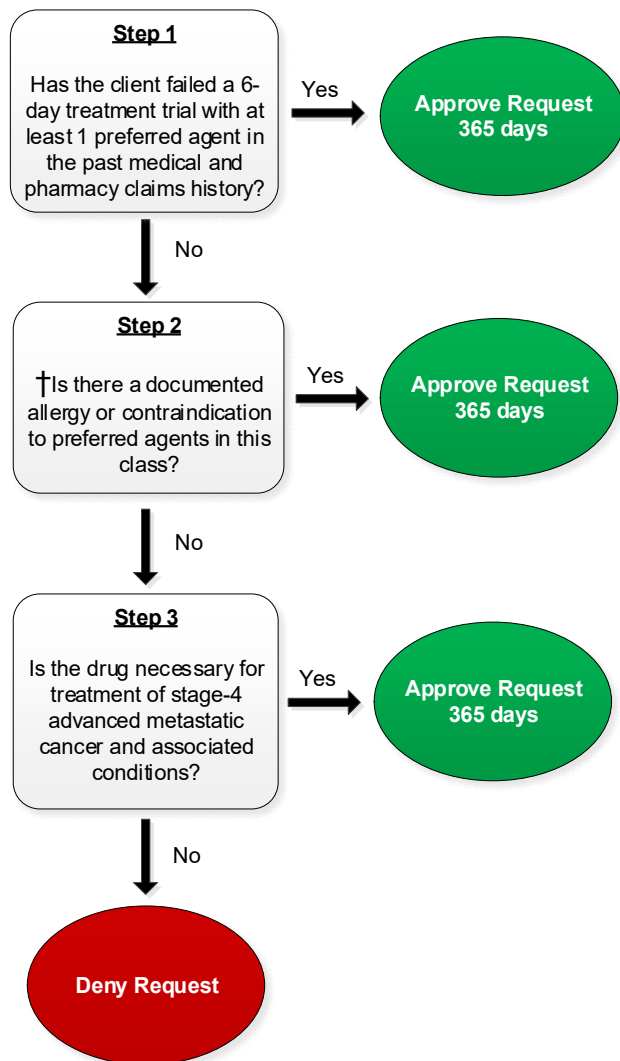 Step 1
Has the client failed a 6-
day treatment trial with at
least 1 preferred agent in
the past medical and
pharmacy claims history?
Yes
Approve Request
365 days
No
Step 2
†Is there a documented
allergy or contraindication
to preferred agents in this
class?
Yes
Approve Request
365 days
No
Step 3
Is the drug necessary for
treatment of stage-4
advanced metastatic
cancer and associated
conditions?
Yes
Approve Request
365 days
No
Deny Request